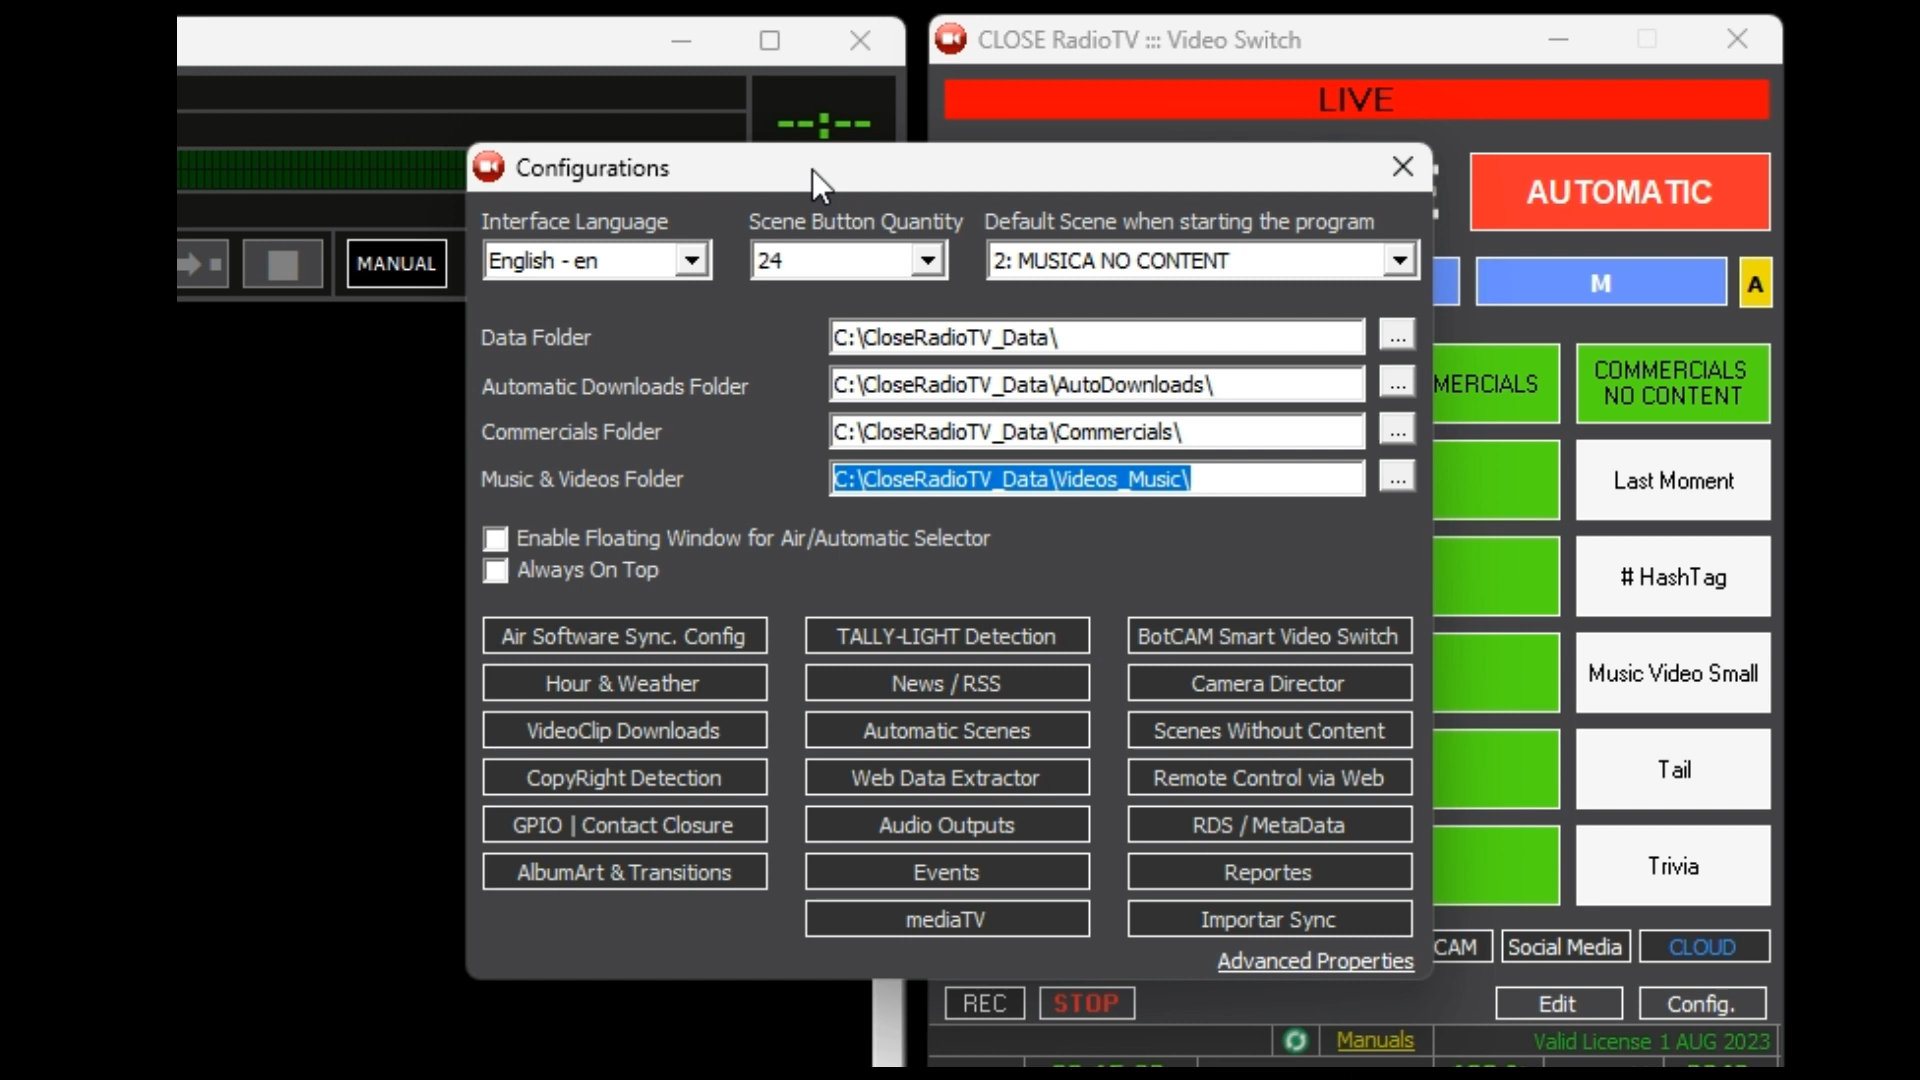 CLOSE RadioTV ::: Video Switch
LIVE
--:--
Configurations
AUTOMATIC
Interface Language
Scene Button Quantity
Default Scene when starting the program
MANUAL
English - en
24
2: MUSICA NO CONTENT
M
A
Data Folder
C:\CloseRadioTV_Data\
...
Automatic Downloads Folder
C:\CloseRadioTV_Data\AutoDownloads\
...
Commercials Folder
C:\CloseRadioTV_Data\Commercials\
...
Music & Videos Folder
C:\CloseRadioTV_Data\Videos_Music\
...
MERCIALS
COMMERCIALS
NO CONTENT
Last Moment
Enable Floating Window for Air/Automatic Selector
Always On Top
# HashTag
Air Software Sync. Config
TALLY-LIGHT Detection
BotCAM Smart Video Switch
Hour & Weather
News / RSS
Camera Director
Music Video Small
VideoClip Downloads
Automatic Scenes
Scenes Without Content
CopyRight Detection
Web Data Extractor
Remote Control via Web
Tail
GPIO | Contact Closure
Audio Outputs
RDS / MetaData
AlbumArt & Transitions
Events
Reportes
Trivia
mediaTV
Importar Sync
Advanced Properties
CAM
Social Media
CLOUD
REC
STOP
Edit
Config.
Manuals
Valid License 1 AUG 2023